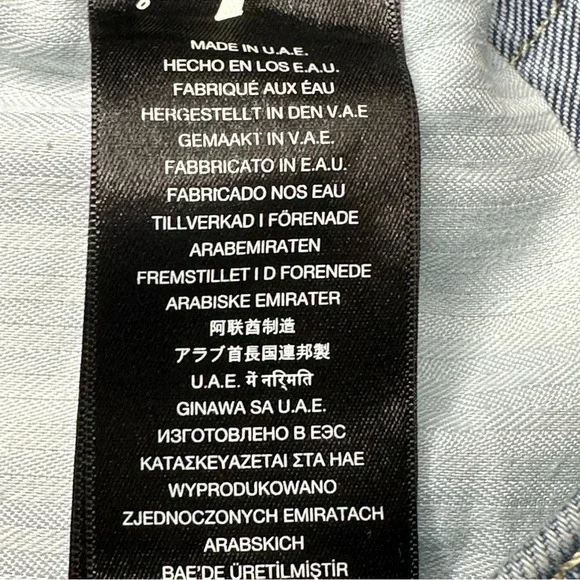 MADE IN U.A.E.
HECHO EN LOS E.A.U.
FABRIQUÉ AUX ÉAU
HERGESTELLT IN DEN V.A.E
GEMAAKT IN V.A.E.
FABBRICATO IN E.A.U.
FABRICADO NOS EAU
TILLVERKAD I FÖRENADE
ARABEMIRATEN
FREMSTILLET I D FORENEDE
ARABISKE EMIRATER
阿联酋制造
アラブ首長国連邦製
U.A.E. में नर्िमति
GINAWA SA U.A.E.
ИЗГОТОВЛЕНО В ЕЭС
ΚΑΤΑΣΚΕΥΑΖΕΤΑΙ ΣΤΑ ΗΑΕ
WYPRODUKOWANO
ZJEDNOCZONYCH EMIRATACH
ARABSKICH
BAE'DE ÜRETİLMİŞTİR